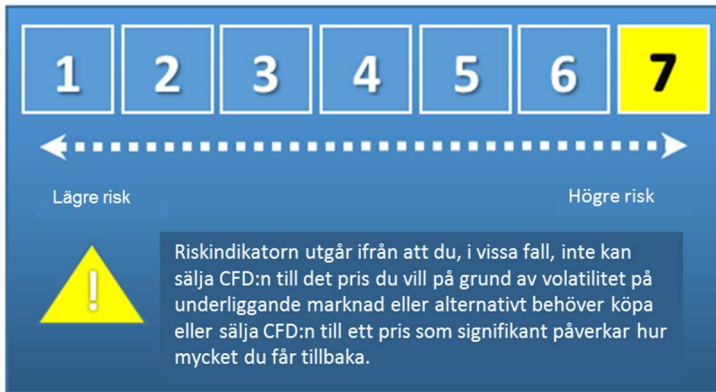 1 2 3 4 5 6 7
Lägre risk Högre risk
!
Riskindikatorn utgår ifrån att du, i vissa fall, inte kan
sälja CFD:n till det pris du vill på grund av volatilitet på
underliggande marknad eller alternativt behöver köpa
eller sälja CFD:n till ett pris som signifikant påverkar hur
mycket du får tillbaka.